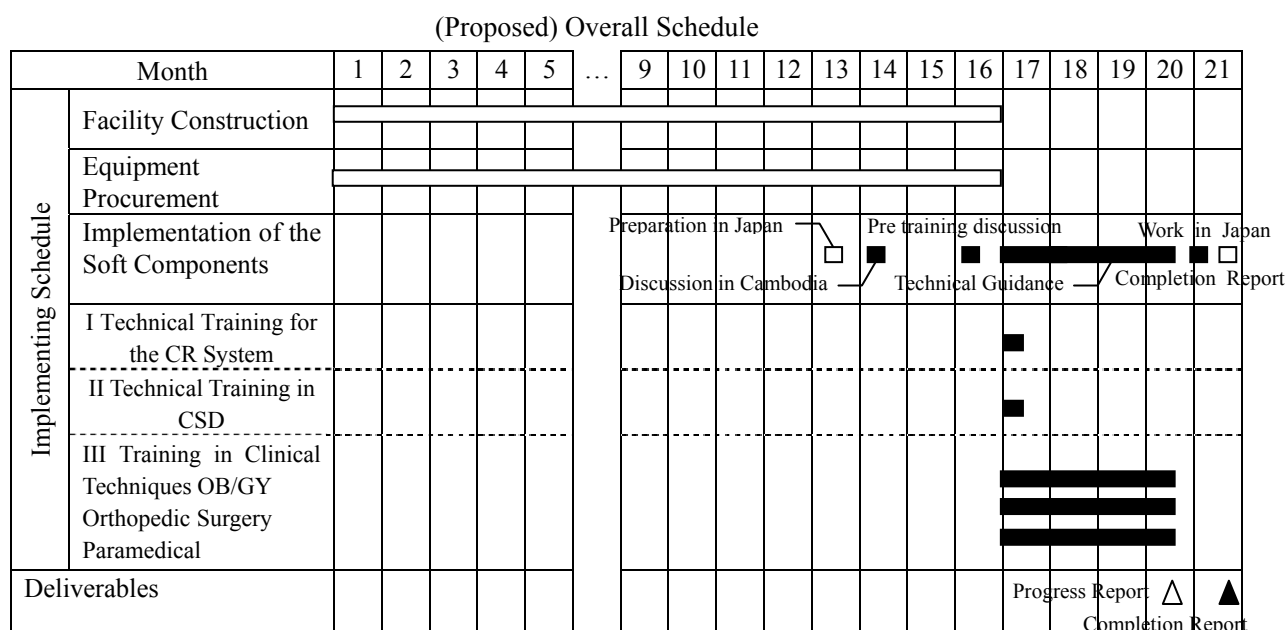 (Proposed) Overall Schedule
Month 1 2 3 4 5 … 9 10 11 12 13 14 15 16 17 18 19 20 21
Implementing Schedule
Facility Construction
Equipment
Procurement
Implementation of the
Soft Components
Preparation in Japan
Pre training discussion
Work in Japan
Discussion in Cambodia
Technical Guidance
Completion Report
I Technical Training for
the CR System
II Technical Training in
CSD
III Training in Clinical
Techniques OB/GY
Orthopedic Surgery
Paramedical
Deliverables
Progress Report
Completion Report